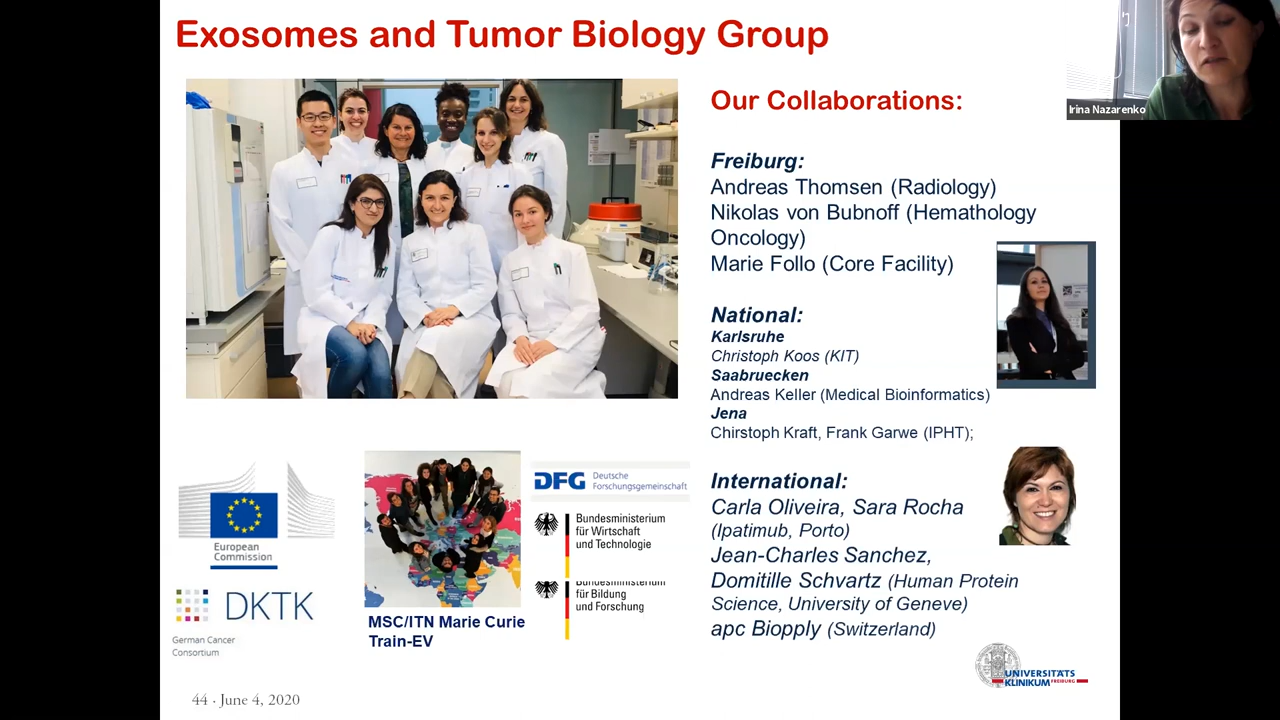 Exosomes and Tumor Biology Group
Irina Nazarenko
Our Collaborations:
Freiburg:
Andreas Thomsen (Radiology)
Nikolas von Bubnoff (Hemathology
Oncology)
Marie Follo (Core Facility)
National:
Karlsruhe
Christoph Koos (KIT)
Saabruecken
Andreas Keller (Medical Bioinformatics)
Jena
Chirstoph Kraft, Frank Garwe (IPHT);
International:
Carla Oliveira, Sara Rocha
(Ipatimub, Porto)
Jean-Charles Sanchez,
Domitille Schvartz (Human Protein
Science, University of Geneve)
apc Biopply (Switzerland)
European
Commission
DKTK
German Cancer
Consortium
MSC/ITN Marie Curie
Train-EV
DFG Deutsche
Forschungsgemeinschaft
Bundesministerium
für Wirtschaft
und Technologie
Bundesministerium
für Bildung
und Forschung
UNIVERSITÄTS
KLINIKUM FREIBURG
44 · June 4, 2020